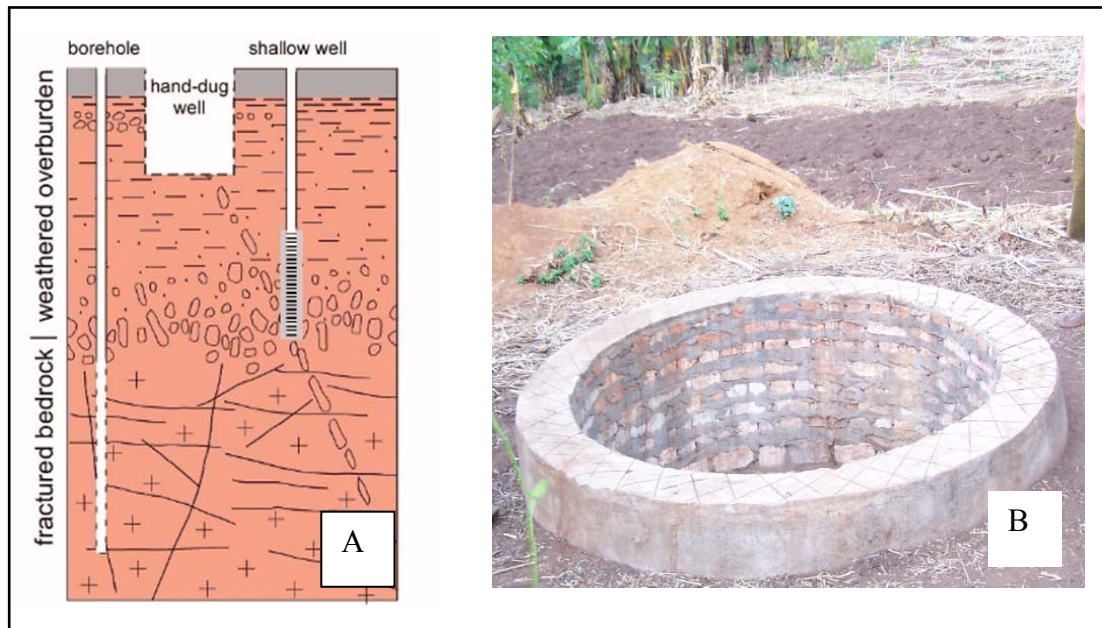 borehole
shallow well
hand-dug
well
fractured bedrock | weathered overburden
A
B